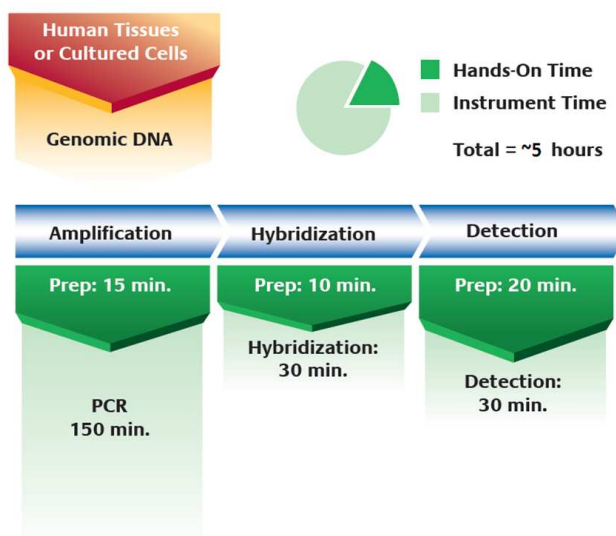 Human Tissues
or Cultured Cells
Genomic DNA
Hands-On Time
Instrument Time
Total = ~5 hours
Amplification
Hybridization
Detection
Prep: 15 min.
Prep: 10 min.
Prep: 20 min.
PCR
150 min.
Hybridization:
30 min.
Detection:
30 min.